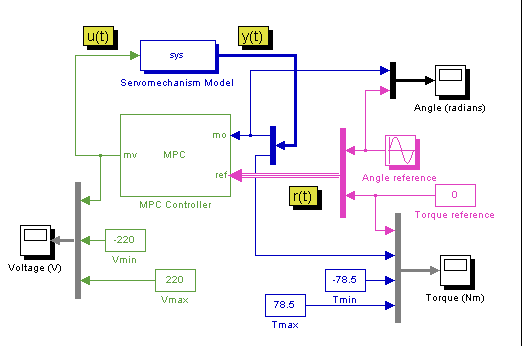 u(t)
sys
y(t)
Servomechanism Model
Angle (radians)
mo
mv
MPC
ref
MPC Controller
Angle reference
r(t)
0
Torque reference
-220
Vmin
Voltage (V)
220
Vmax
-78.5
Tmin
78.5
Tmax
Torque (Nm)